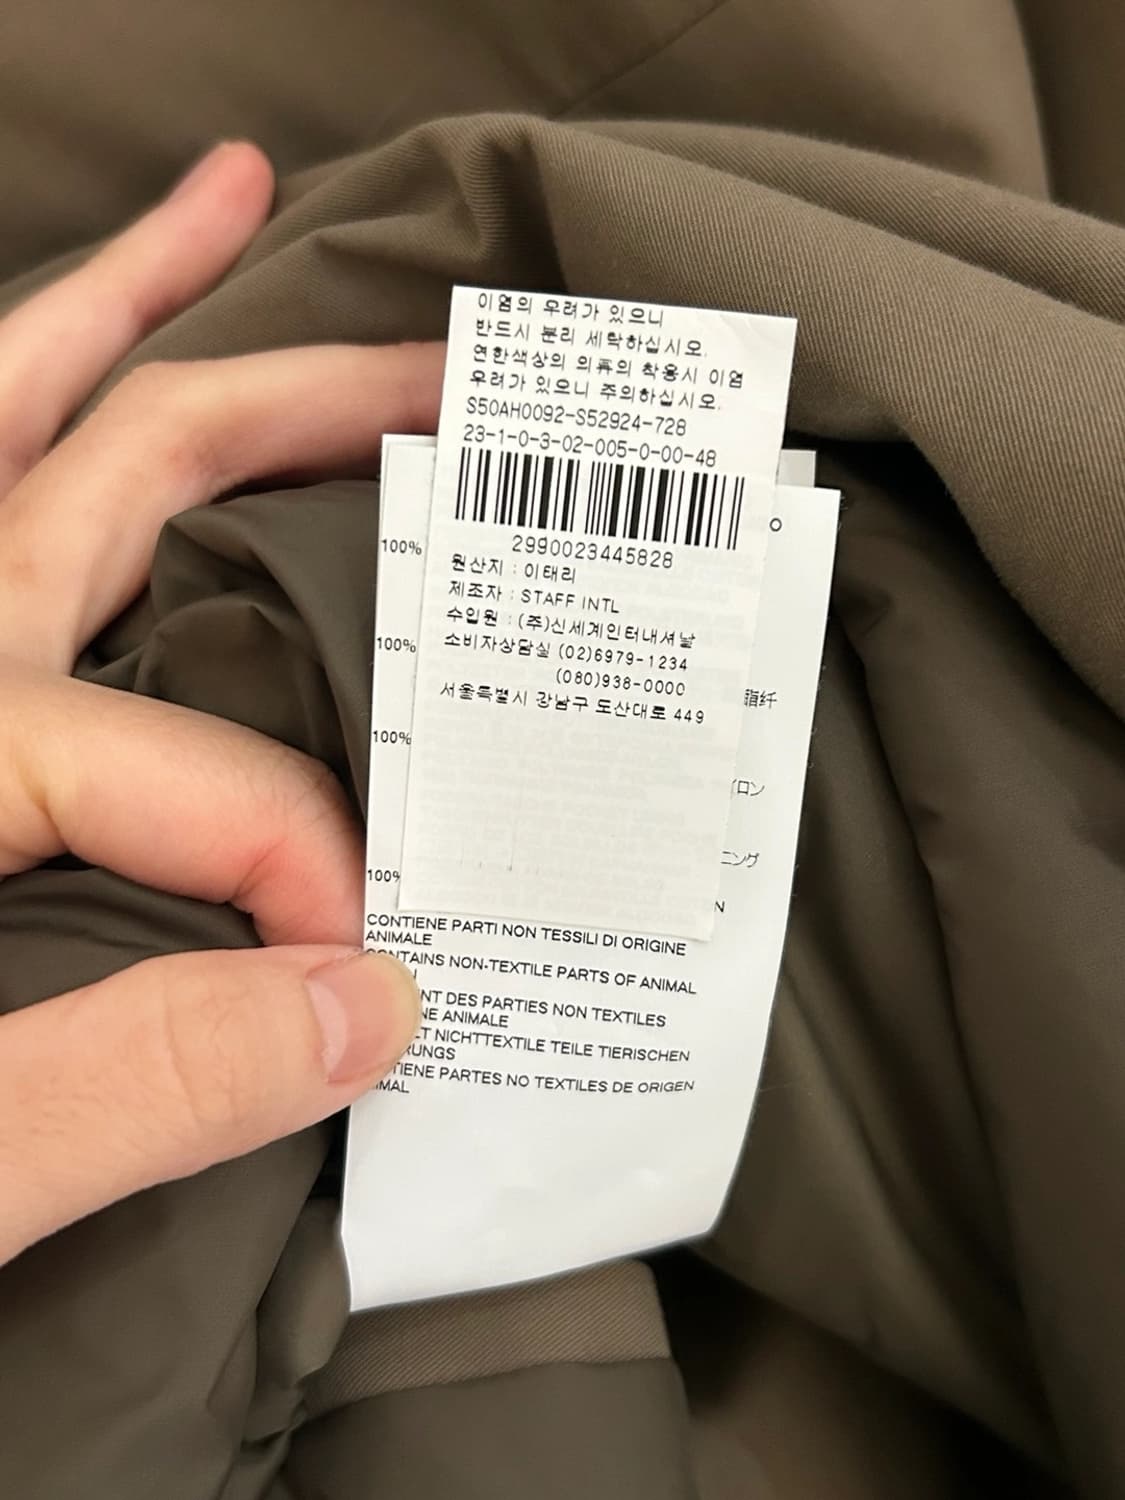 이염의 우려가 있으니
반드시 분리 세탁하십시오.
연한색상의 의류의 착용시 이염
우려가 있으니 주의하십시오.
S50AH0092-S52924-728
23-1-0-3-02-005-0-00-48
2990023445828
원산지 : 이태리
제조자 : STAFF INTL
수입원 : (주)신세계인터내셔날
소비자상담실 (02)6979-1234
(080)938-0000
서울특별시 강남구 도산대로 449
100%
100%
100%
100%
CONTIENE PARTI NON TESSILI DI ORIGINE
ANIMALE
CONTAINS NON-TEXTILE PARTS OF ANIMAL
DES PARTIES NON TEXTILES
ANIMALE
NICHTTEXTILE TEILE TIERISCHEN
PARTES NO TEXTILES DE ORIGEN